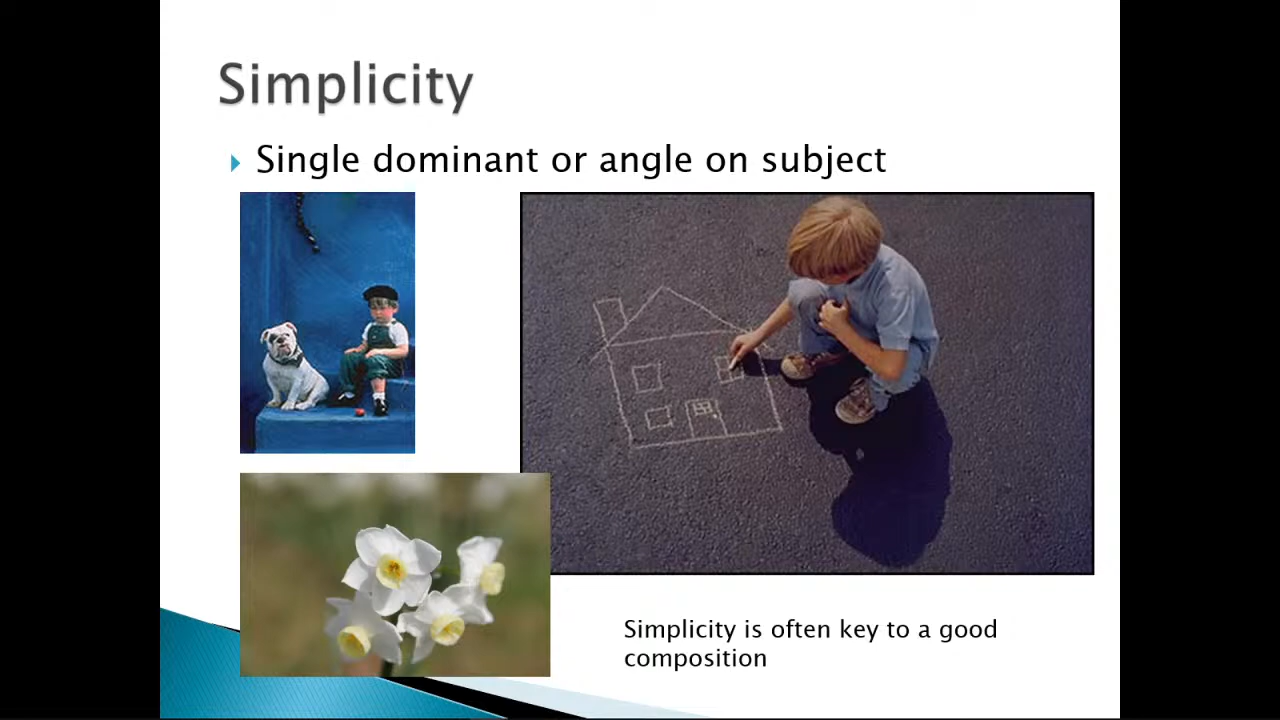 Simplicity
Single dominant or angle on subject
Simplicity is often key to a good
composition